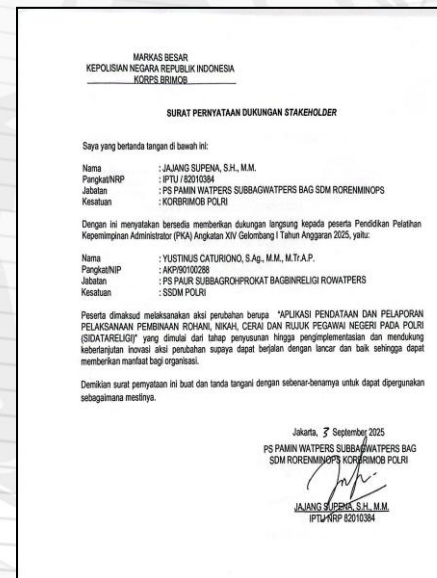 MARKAS BESAR
KEPOLISIAN NEGARA REPUBLIK INDONESIA
KORPS BRIMOB
SURAT PERNYATAAN DUKUNGAN STAKEHOLDER
Saya yang bertanda tangan di bawah ini:
Nama : JAJANG SUPENA, S.H., M.M.
Pangkat/NRP : IPTU / 82010384
Jabatan : PS PAMIN WATPERS SUBBAGWATPERS BAG SDM RORENMINOPS
Kesatuan : KORBRIMOB POLRI
Dengan ini menyatakan bersedia memberikan dukungan langsung kepada peserta Pendidikan Pelatihan
Kepemimpinan Administrator (PKA) Angkatan XIV Gelombang I Tahun Anggaran 2025, yaitu:
Nama : YUSTINUS CATURIONO, S.Ag., M.M., M.Tr.A.P.
Pangkat/NIP : AKP/90100288
Jabatan : PS PAUR SUBBAGROHPROKAT BAGBINRELIGI ROWATPERS
Kesatuan : SSDM POLRI
Peserta dimaksud melaksanakan aksi perubahan berupa "APLIKASI PENDATAAN DAN PELAPORAN
PELAKSANAAN PEMBINAAN ROHANI, NIKAH, CERAI DAN RUJUK PEGAWAI NEGERI PADA POLRI
(SIDATARELIGI)" yang dimulai dari tahap penyusunan hingga pengimplementasian dan mendukung
keberlanjutan inovasi aksi perubahan supaya dapat berjalan dengan lancar dan baik sehingga dapat
memberikan manfaat bagi organisasi.
Demikian surat pernyataan ini buat dan tanda tangani dengan sebenar-benarnya untuk dapat dipergunakan
sebagaimana mestinya.
Jakarta, 3 September 2025
PS PAMIN WATPERS SUBBAGWATPERS BAG
SDM RORENMINOPS KORBRIMOB POLRI
JAJANG SUPENA, S.H., M.M.
IPTU NRP 82010384